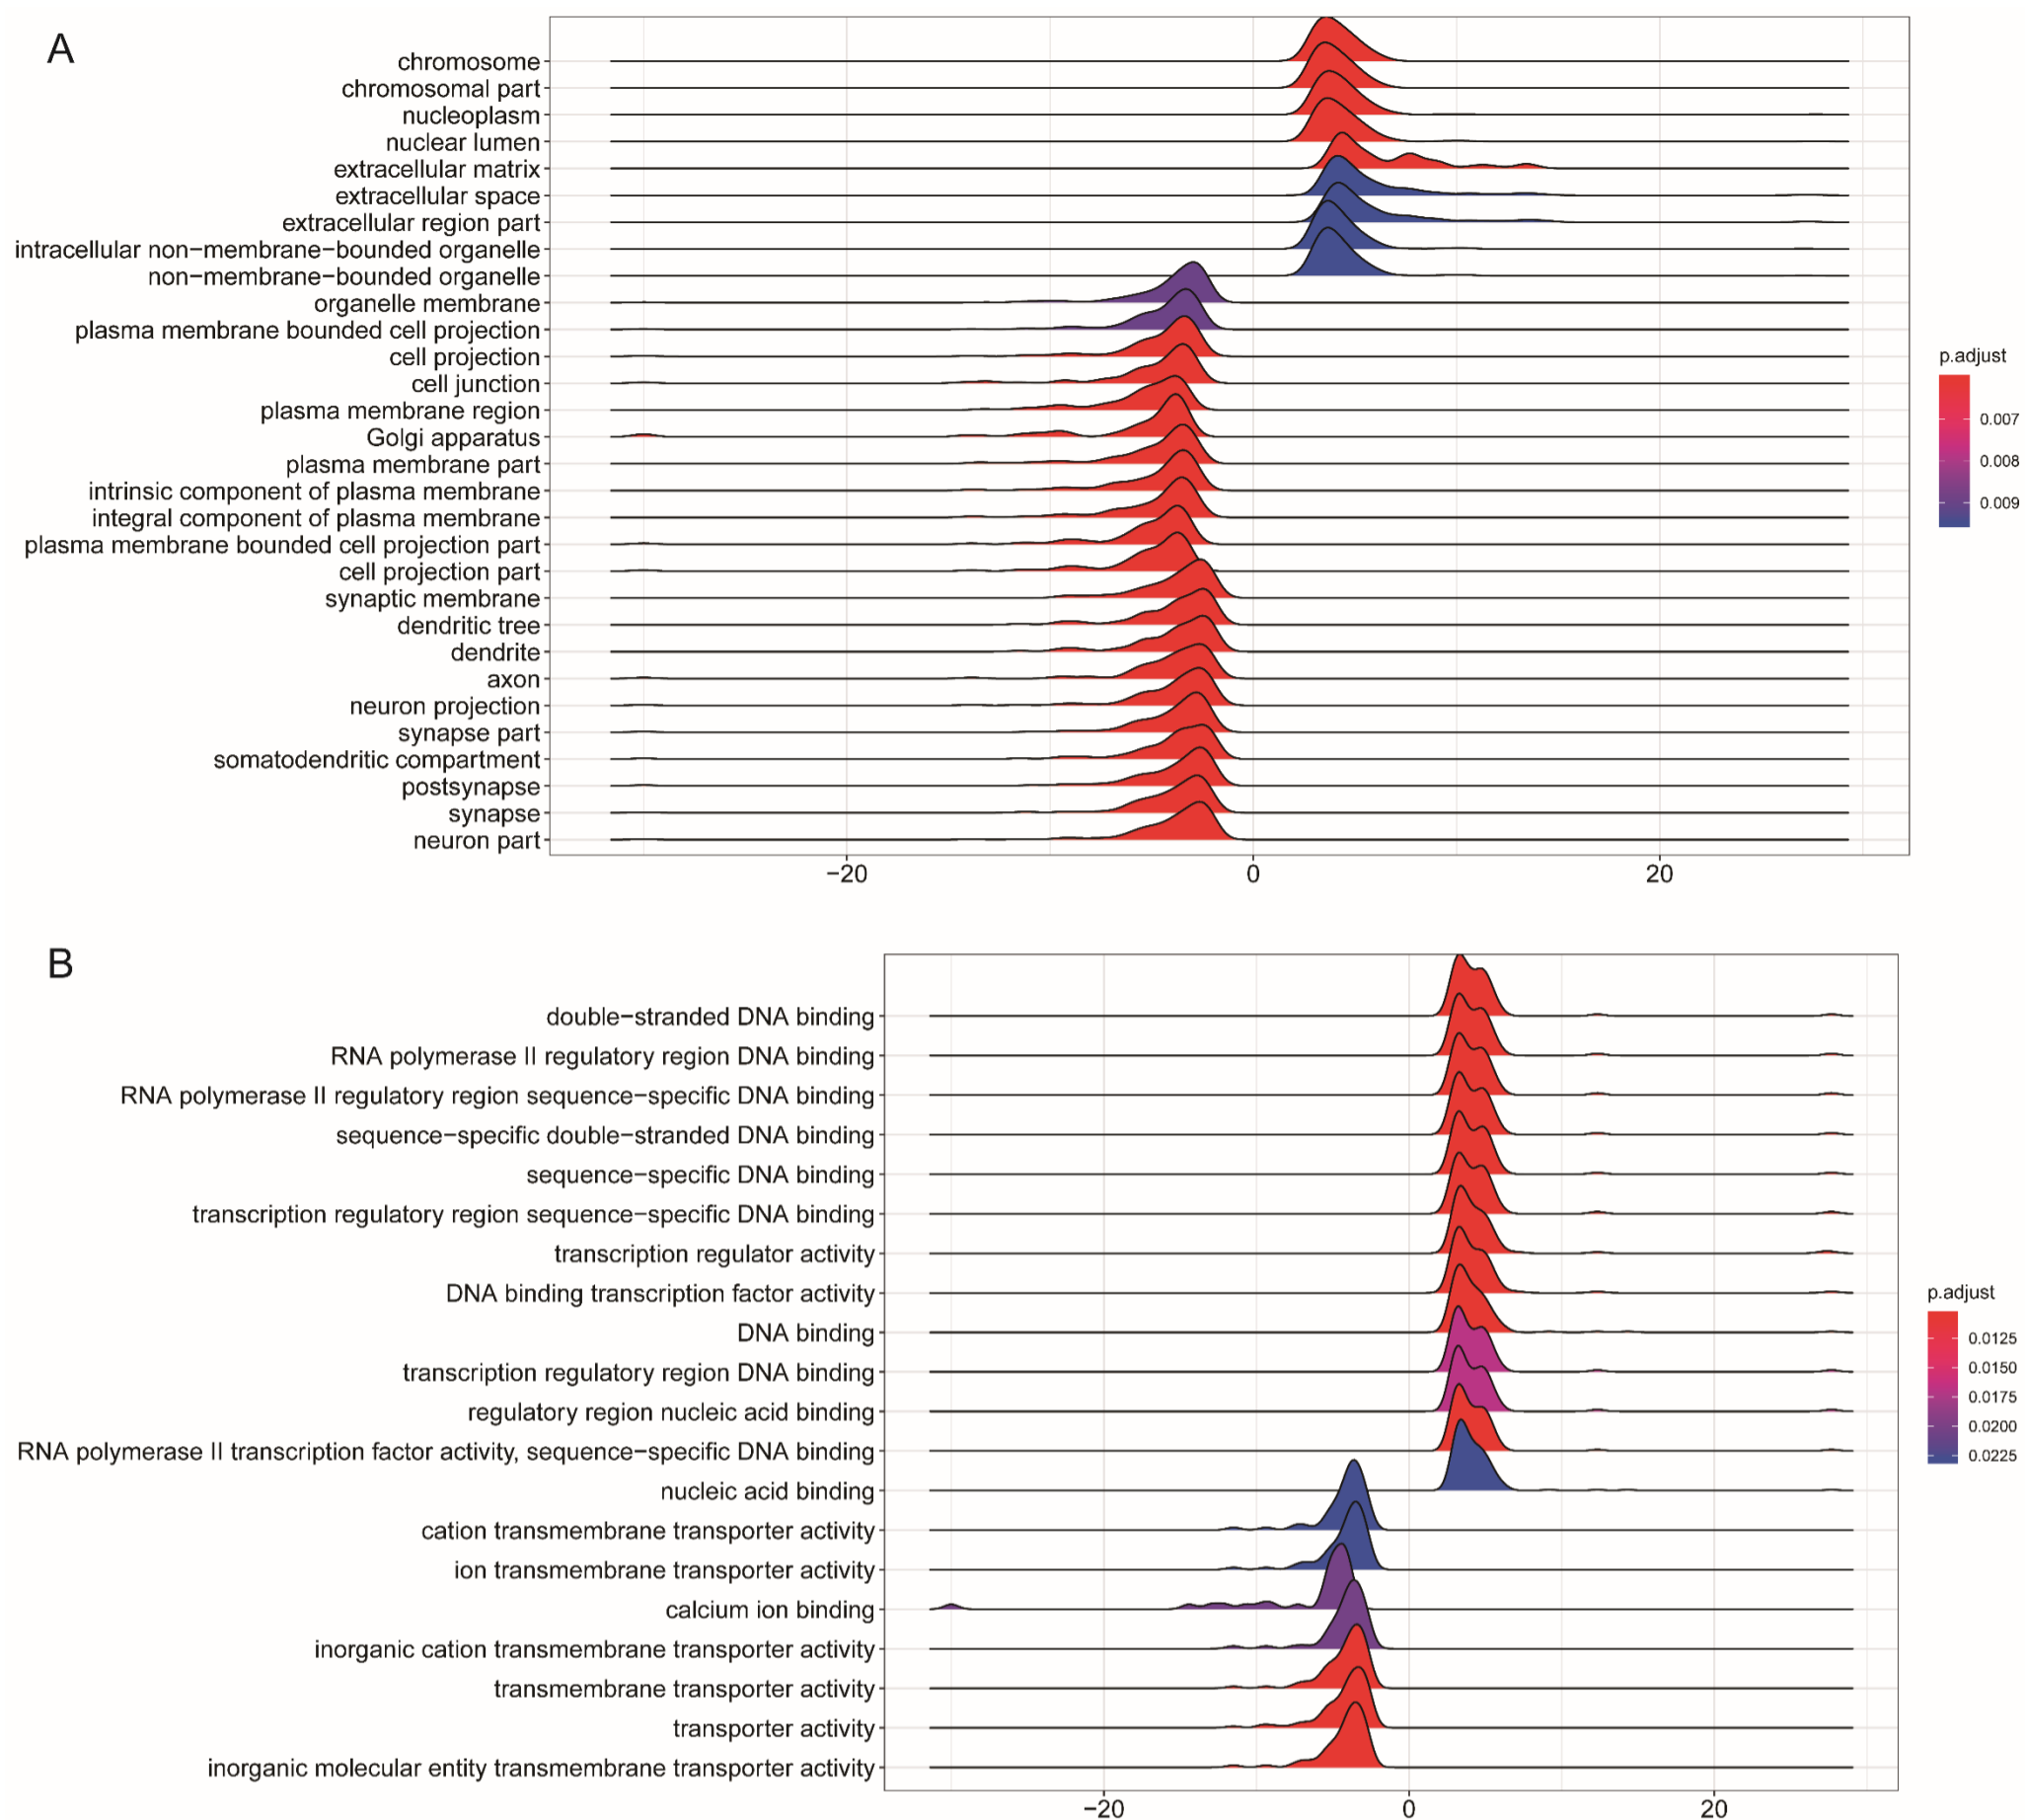 A
chromosome
chromosomal part
nucleoplasm
nuclear lumen
extracellular matrix
extracellular space
extracellular region part
intracellular non−membrane−bounded organelle
non−membrane−bounded organelle
organelle membrane
plasma membrane bounded cell projection
cell projection
cell junction
plasma membrane region
Golgi apparatus
plasma membrane part
intrinsic component of plasma membrane
integral component of plasma membrane
plasma membrane bounded cell projection part
cell projection part
synaptic membrane
dendritic tree
dendrite
axon
neuron projection
synapse part
somatodendritic compartment
postsynapse
synapse
neuron part
−20 0 20
p.adjust
0.007
0.008
0.009
B
double−stranded DNA binding
RNA polymerase II regulatory region DNA binding
RNA polymerase II regulatory region sequence−specific DNA binding
sequence−specific double−stranded DNA binding
sequence−specific DNA binding
transcription regulatory region sequence−specific DNA binding
transcription regulator activity
DNA binding transcription factor activity
DNA binding
transcription regulatory region DNA binding
regulatory region nucleic acid binding
RNA polymerase II transcription factor activity, sequence−specific DNA binding
nucleic acid binding
cation transmembrane transporter activity
ion transmembrane transporter activity
calcium ion binding
inorganic cation transmembrane transporter activity
transmembrane transporter activity
transporter activity
inorganic molecular entity transmembrane transporter activity
−20 0 20
p.adjust
0.0125
0.0150
0.0175
0.0200
0.0225